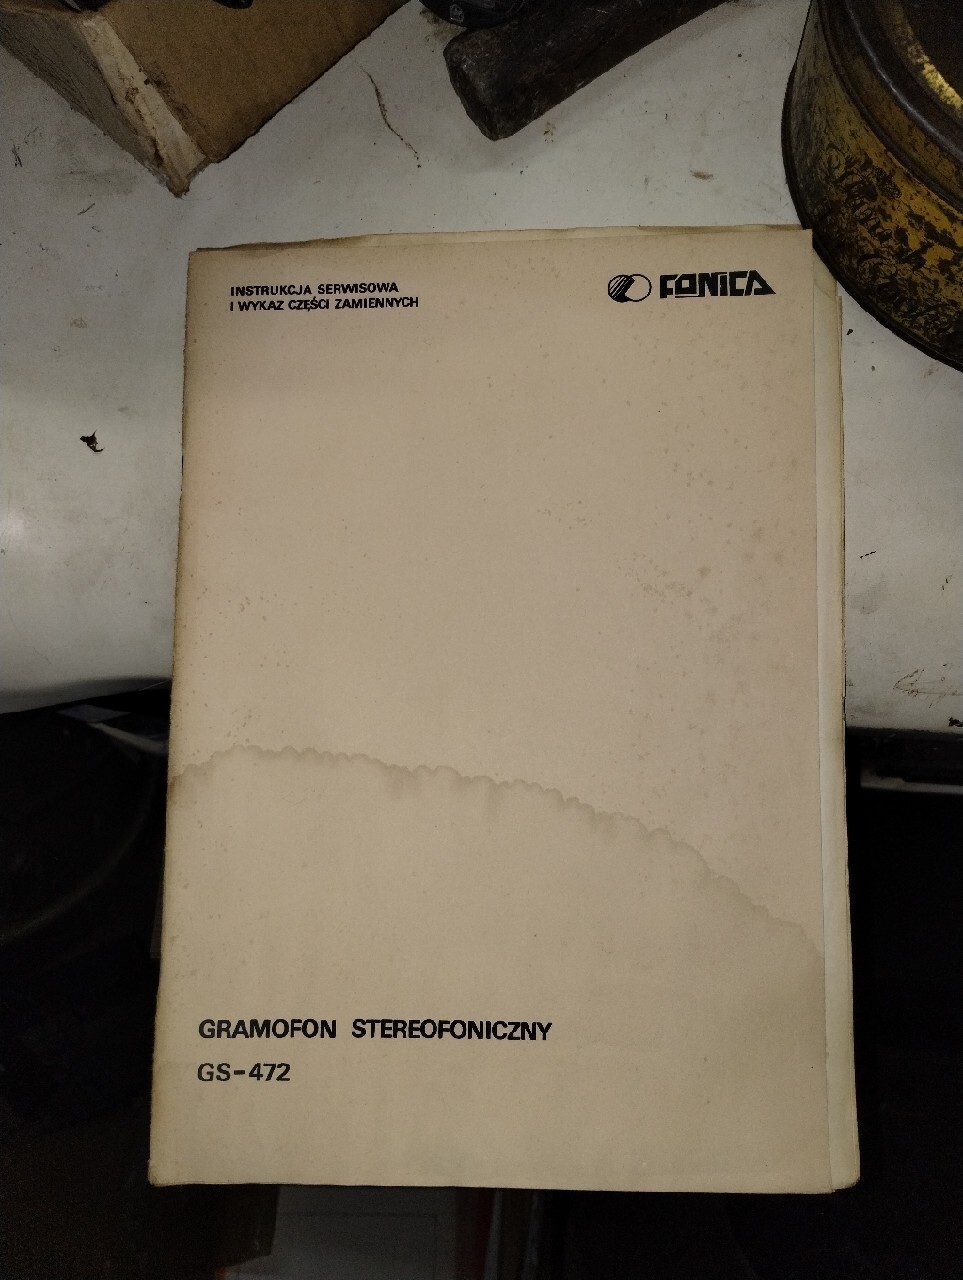 INSTRUKCJA SERWISOWA
I WYKAZ CZĘŚCI ZAMIENNYCH
FONICA
GRAMOFON STEREOFONICZNY
GS-472